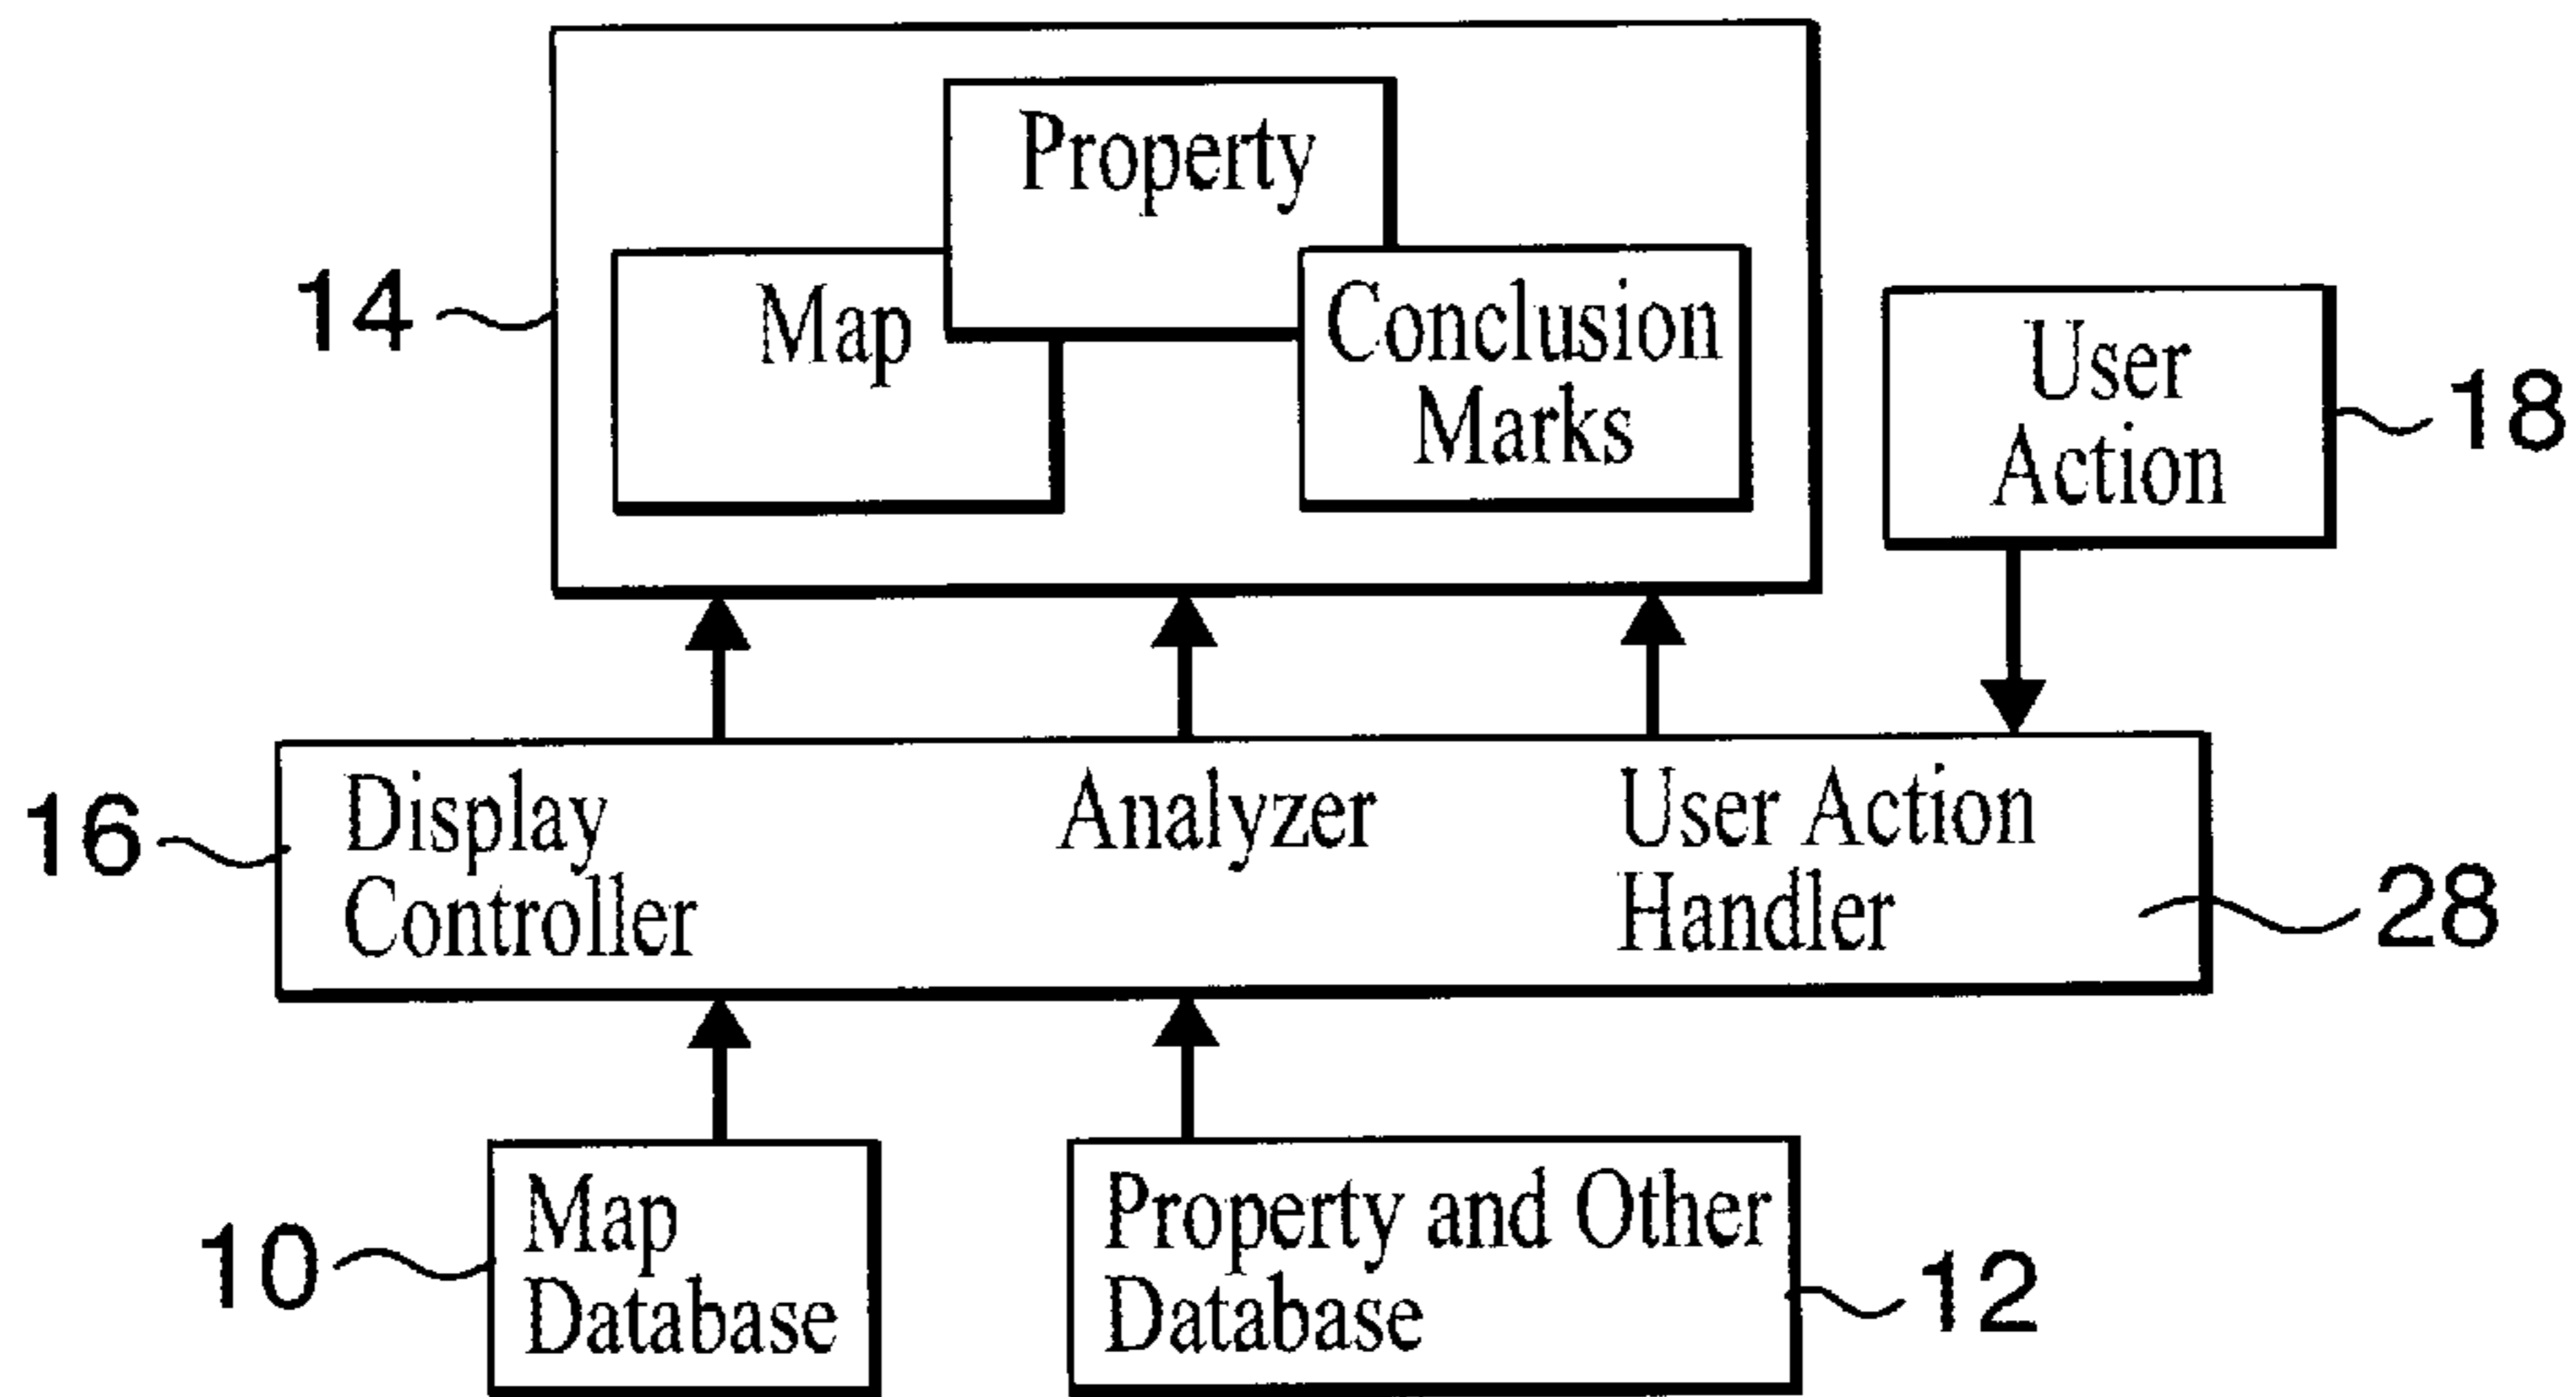 Property
14
Map
Conclusion
Marks
User
Action
18
16
Display
Controller
Analyzer
User Action
Handler
28
10
Map
Database
Property and Other
Database
12